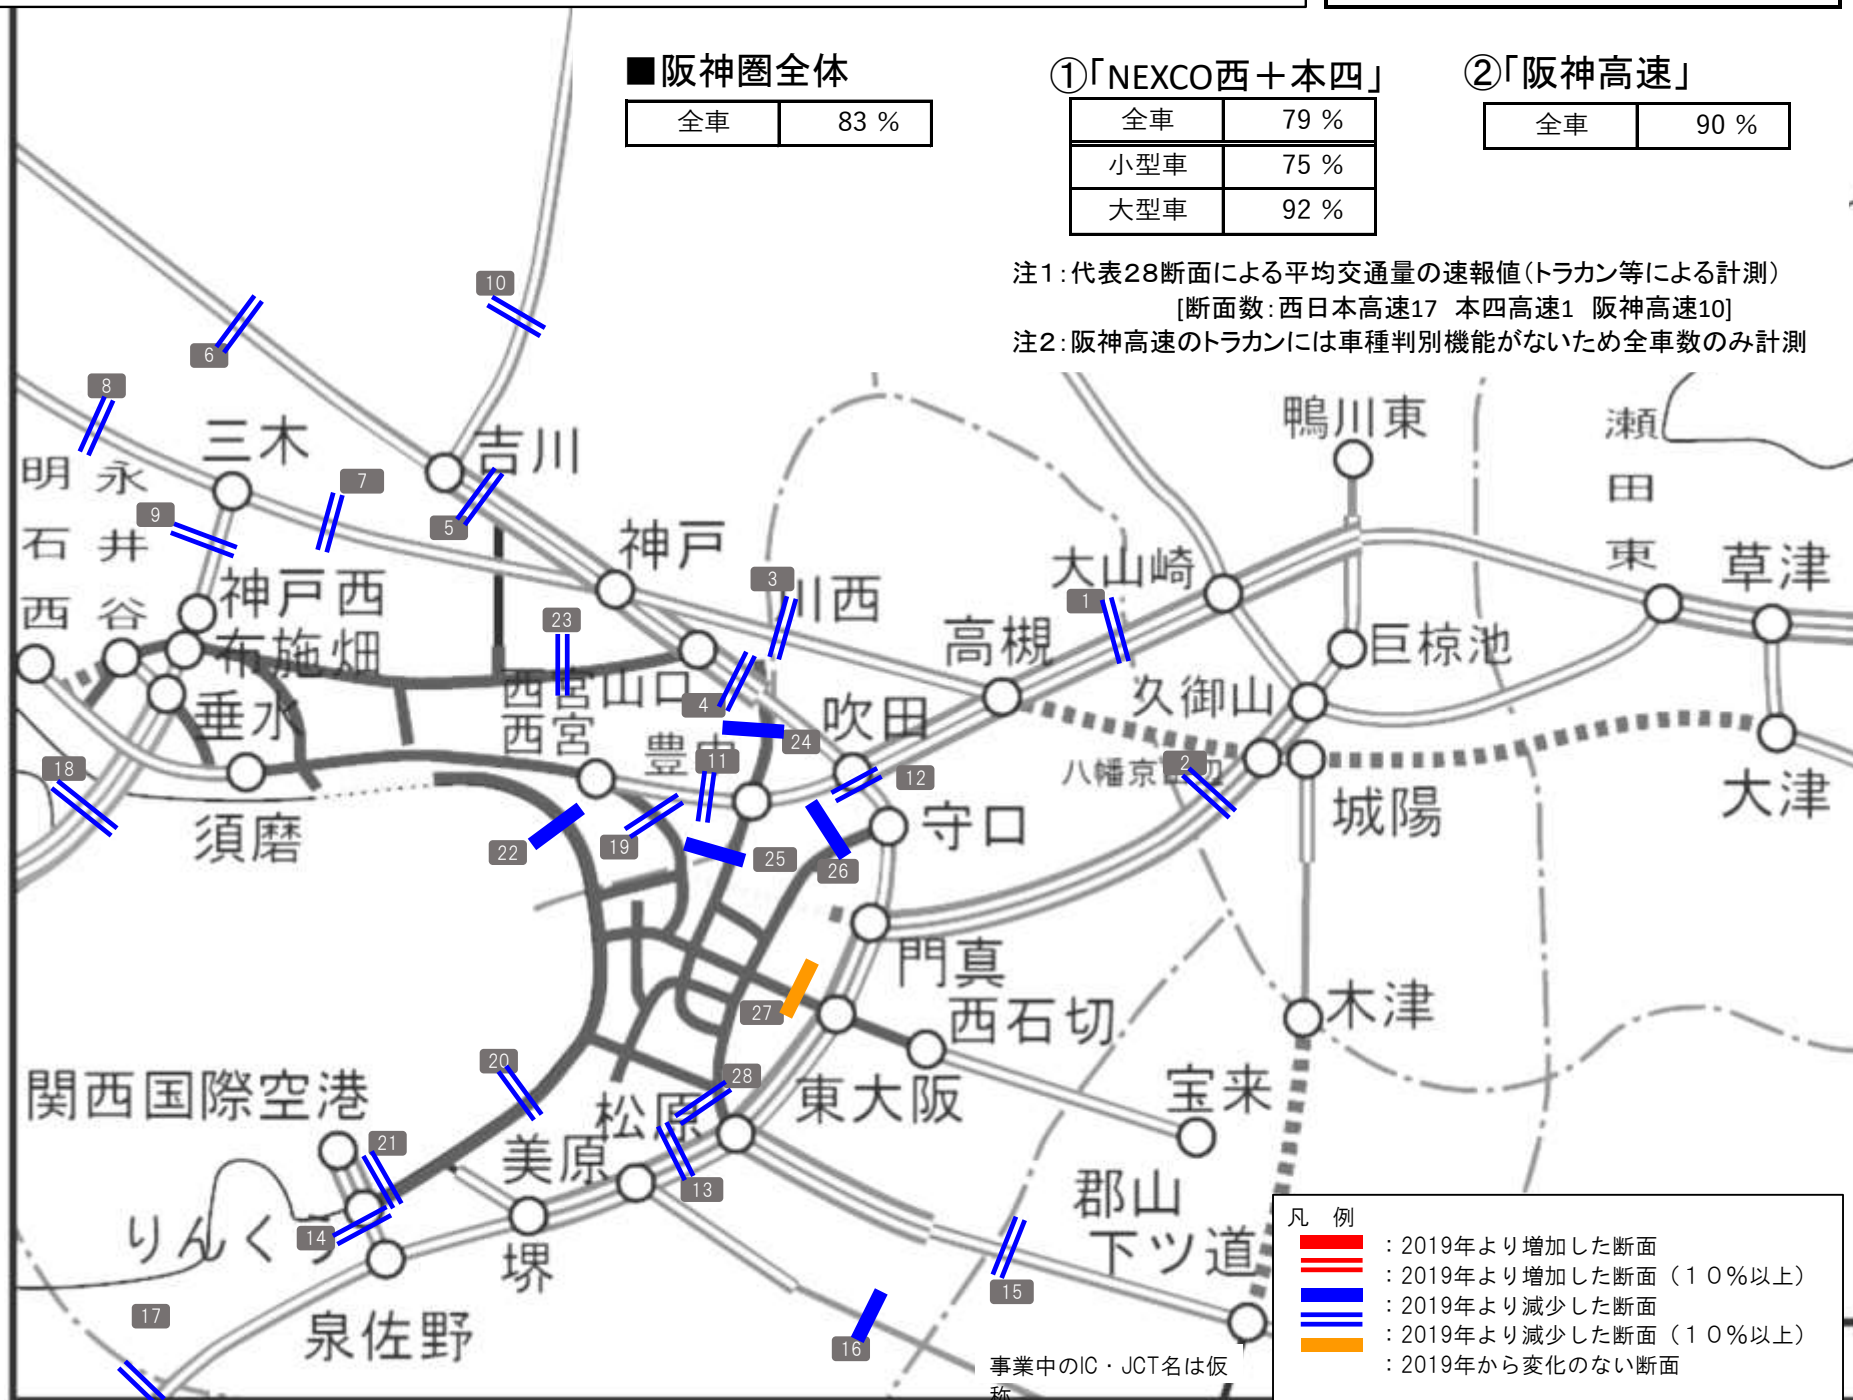 ■阪神圏全体
全車 83 %
①「NEXCO西＋本四」
全車 79 %
小型車 75 %
大型車 92 %
②「阪神高速」
全車 90 %
注1：代表28断面による平均交通量の速報値（トラカン等による計測）
[断面数：西日本高速17 本四高速1 阪神高速10]
注2：阪神高速のトラカンには車種判別機能がないため全車数のみ計測
10
6
8
三木
吉川
鴨川東
瀬田東
明石西
永井谷
7
9
5
神戸
3
川西
大山崎
1
草津
神戸西
布施畑
23
高槻
巨椋池
西宮山口
西宮
4
久御山
垂水
吹田
24
豊中
11
12
八幡京田辺
2
18
城陽
大津
須磨
22
19
25
26
守口
門真
27
西石切
木津
20
28
東大阪
宝来
関西国際空港
松原
21
美原
13
郡山
下ツ道
りんくう
14
堺
15
17
泉佐野
16
事業中のIC・JCT名は仮
称
凡 例
：2019年より増加した断面
：2019年より増加した断面（１０％以上）
：2019年より減少した断面
：2019年より減少した断面（１０％以上）
：2019年から変化のない断面